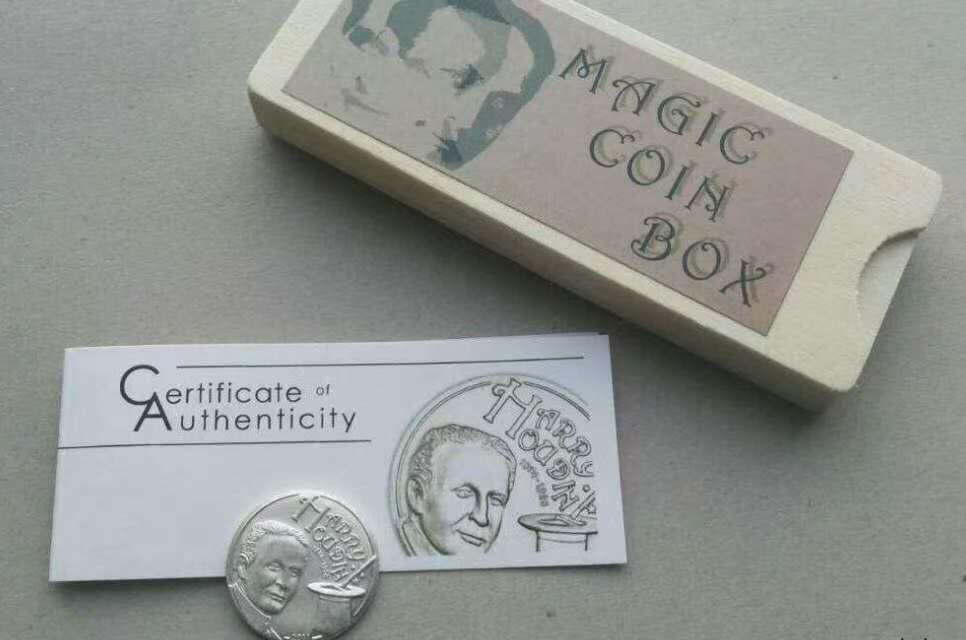 MAGIC
COIN
BOX
Certificate of
Authenticity
HARRY
HOUDINI
HARRY
HOUDINI